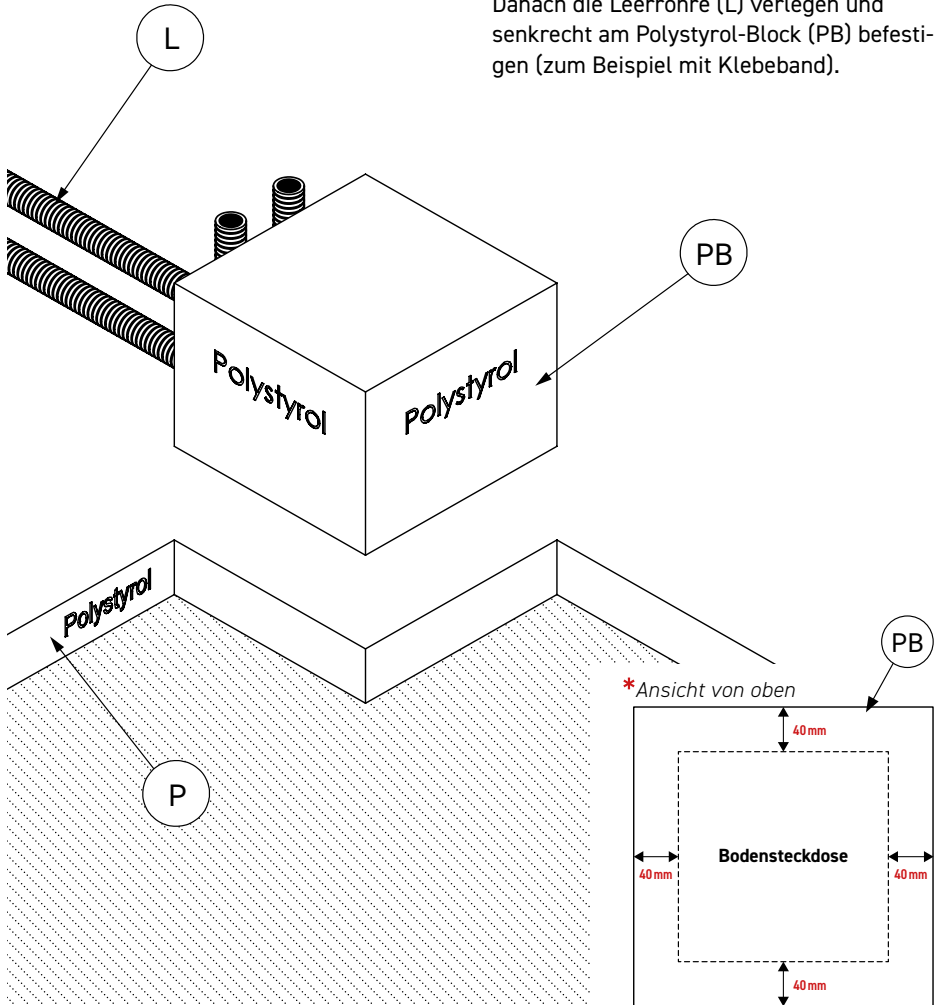 Danach die Leerrohre (L) verlegen und
senkrecht am Polystyrol-Block (PB) befesti-
gen (zum Beispiel mit Klebeband).
L
PB
Polystyrol
Polystyrol
Polystyrol
P
PB
*Ansicht von oben
40 mm
Bodensteckdose
40 mm
40 mm
40 mm